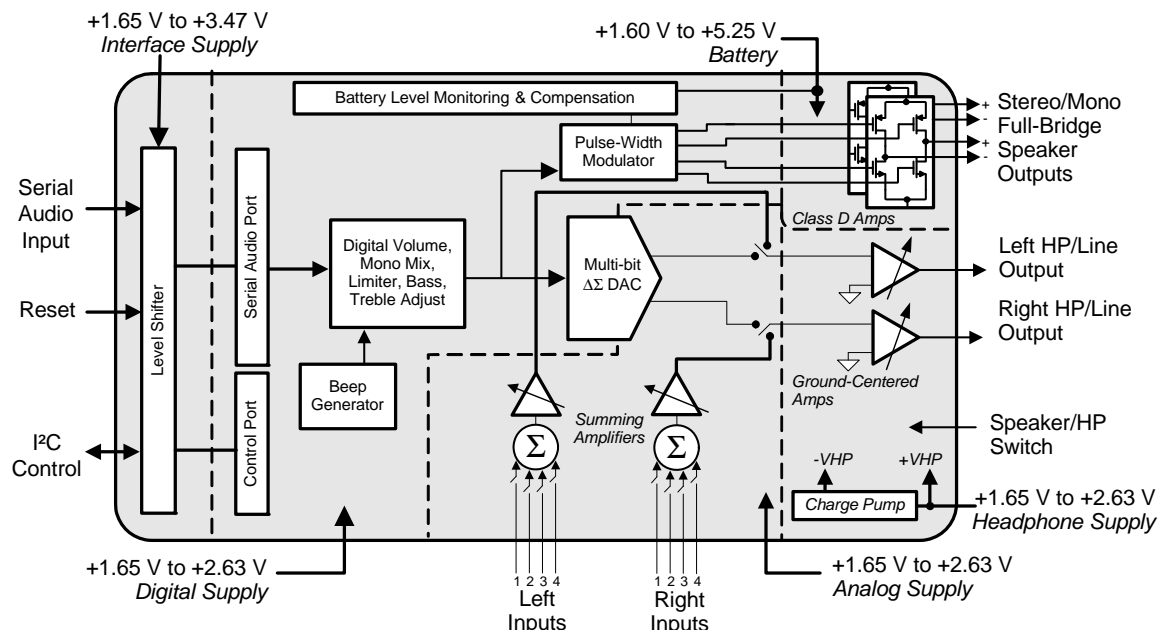 +1.65 V to +3.47 V
Interface Supply
+1.60 V to +5.25 V
Battery
Battery Level Monitoring & Compensation
Pulse-Width
Modulator
+
-
+
-
Stereo/Mono
Full-Bridge
Speaker
Outputs
Class D Amps
Serial
Audio
Input
Reset
I²C
Control
Level Shifter
Serial Audio Port
Control Port
Digital Volume,
Mono Mix,
Limiter, Bass,
Treble Adjust
Beep
Generator
Multi-bit
ΔΣ DAC
Left HP/Line
Output
Right HP/Line
Output
Ground-Centered
Amps
Summing
Amplifiers
Σ
Σ
Speaker/HP
Switch
-VHP
+VHP
Charge Pump
+1.65 V to +2.63 V
Headphone Supply
+1.65 V to +2.63 V
Digital Supply
1 2 3 4
Left
Inputs
1 2 3 4
Right
Inputs
+1.65 V to +2.63 V
Analog Supply